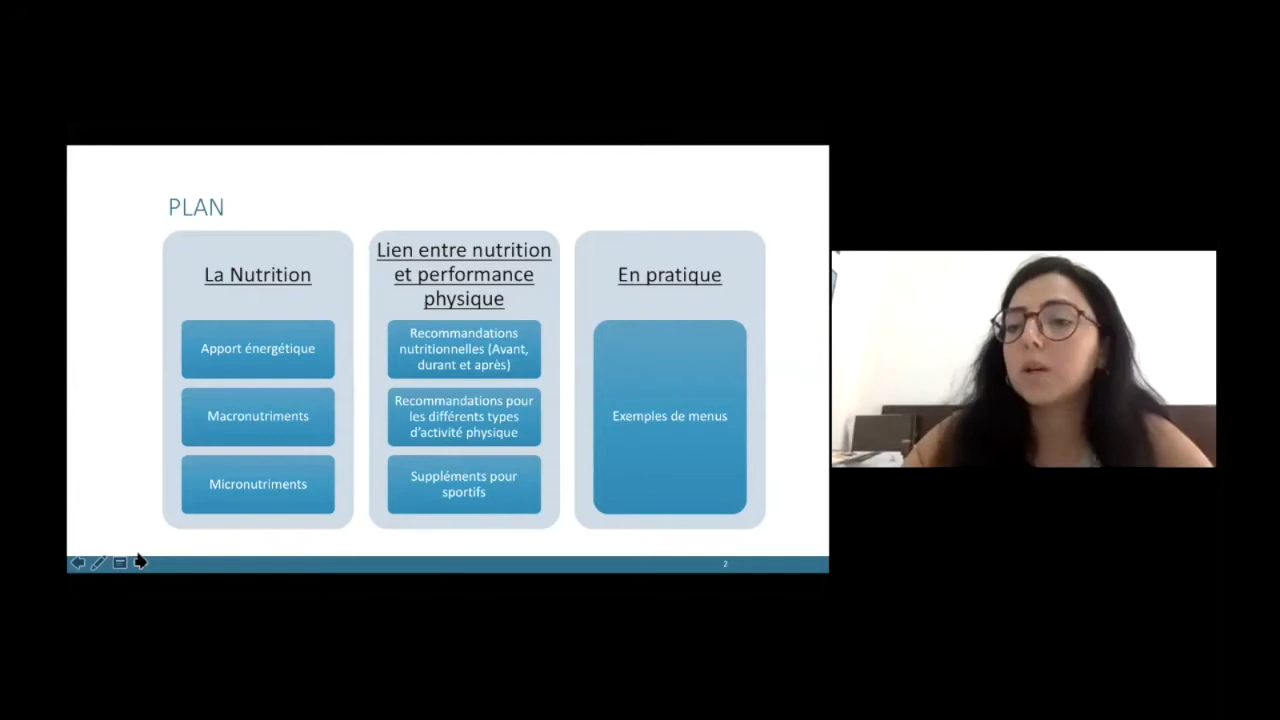 PLAN
La Nutrition
Apport énergétique
Macronutriments
Micronutriments
Lien entre nutrition
et performance
physique
Recommandations
nutritionnelles (Avant,
durant et après)
Recommandations pour
les différents types
d'activité physique
Suppléments pour
sportifs
En pratique
Exemples de menus
2